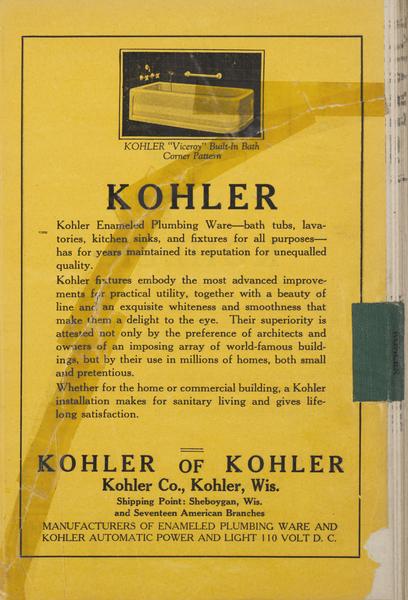 KOHLER "Viceroy" Built-In Bath
Corner Pattern
KOHLER
Kohler Enameled Plumbing Ware—bath tubs, lava-
tories, kitchen sinks, and fixtures for all purposes—
has for years maintained its reputation for unequalled
quality.
Kohler fixtures embody the most advanced improve-
ments for practical utility, together with a beauty of
line and an exquisite whiteness and smoothness that
make them a delight to the eye. Their superiority is
attested not only by the preference of architects and
owners of an imposing array of world-famous build-
ings, but by their use in millions of homes, both small
and pretentious.
Whether for the home or commercial building, a Kohler
installation makes for sanitary living and gives life-
long satisfaction.
KOHLER OF KOHLER
Kohler Co., Kohler, Wis.
Shipping Point: Sheboygan, Wis.
and Seventeen American Branches
MANUFACTURERS OF ENAMELED PLUMBING WARE AND
KOHLER AUTOMATIC POWER AND LIGHT 110 VOLT D. C.